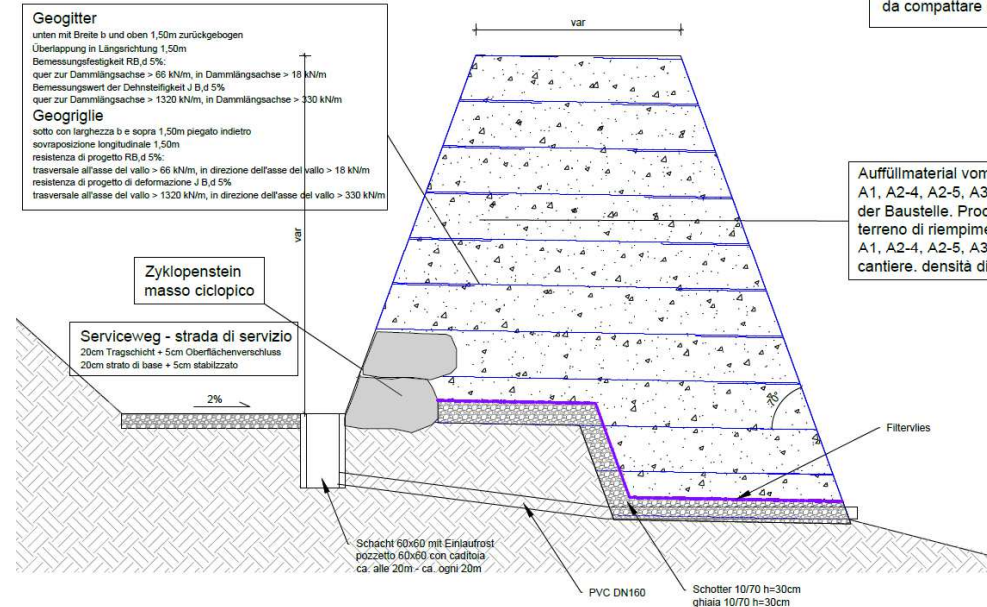 Geogitter
unten mit Breite b und oben 1,50m zurückgebogen
Überlappung in Längsrichtung 1,50m
Bemessungsfestigkeit RB,d 5%:
quer zur Dammlängsachse > 66 kN/m, in Dammlängsachse > 18 kN/m
Bemessungswert der Dehnsteifigkeit J B,d 5%
quer zur Dammlängsachse > 1320 kN/m, in Dammlängsachse > 330 kN/m
Geogriglie
sotto con larghezza b e sopra 1,50m piegato indietro
sovraposizione longitudinale 1,50m
resistenza di progetto RB,d 5%:
trasversale all'asse del vallo > 66 kN/m, in direzione dell'asse del vallo > 18 kN/m
resistenza di progetto di deformazione J B,d 5%
trasversale all'asse del vallo > 1320 kN/m, in direzione dell'asse del vallo > 330 kN/m
var
da compattare
var
Auffüllmaterial vom
A1, A2-4, A2-5, A3
der Baustelle. Proc
terreno di riempime
A1, A2-4, A2-5, A3
cantiere. densità di
Zyklopenstein
masso ciclopico
Serviceweg - strada di servizio
20cm Tragschicht + 5cm Oberflächenverschluss
20cm strato di base + 5cm stabilzzato
2%
70°
Filtervlies
Schacht 60x60 mit Einlaufrost
pozzetto 60x60 con caditoia
ca. alle 20m - ca. ogni 20m
PVC DN160
Schotter 10/70 h=30cm
ghiaia 10/70 h=30cm